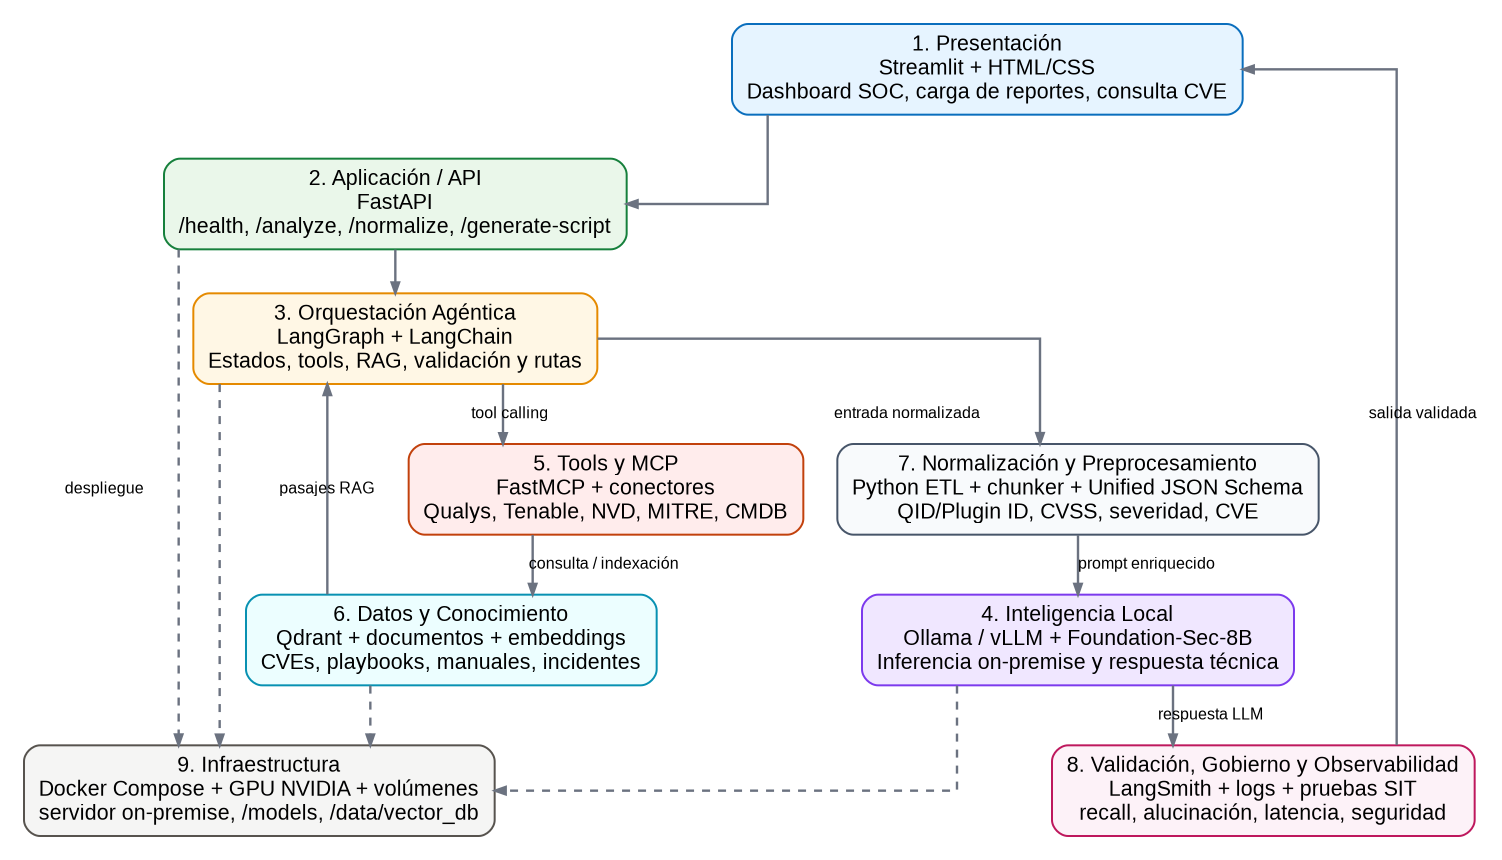 1. Presentación
Streamlit + HTML/CSS
Dashboard SOC, carga de reportes, consulta CVE
2. Aplicación / API
FastAPI
/health, /analyze, /normalize, /generate-script
3. Orquestación Agéntica
LangGraph + LangChain
Estados, tools, RAG, validación y rutas
tool calling
entrada normalizada
salida validada
5. Tools y MCP
FastMCP + conectores
Qualys, Tenable, NVD, MITRE, CMDB
7. Normalización y Preprocesamiento
Python ETL + chunker + Unified JSON Schema
QID/Plugin ID, CVSS, severidad, CVE
despliegue
pasajes RAG
consulta / indexación
prompt enriquecido
6. Datos y Conocimiento
Qdrant + documentos + embeddings
CVEs, playbooks, manuales, incidentes
4. Inteligencia Local
Ollama / vLLM + Foundation-Sec-8B
Inferencia on-premise y respuesta técnica
respuesta LLM
9. Infraestructura
Docker Compose + GPU NVIDIA + volúmenes
servidor on-premise, /models, /data/vector_db
8. Validación, Gobierno y Observabilidad
LangSmith + logs + pruebas SIT
recall, alucinación, latencia, seguridad